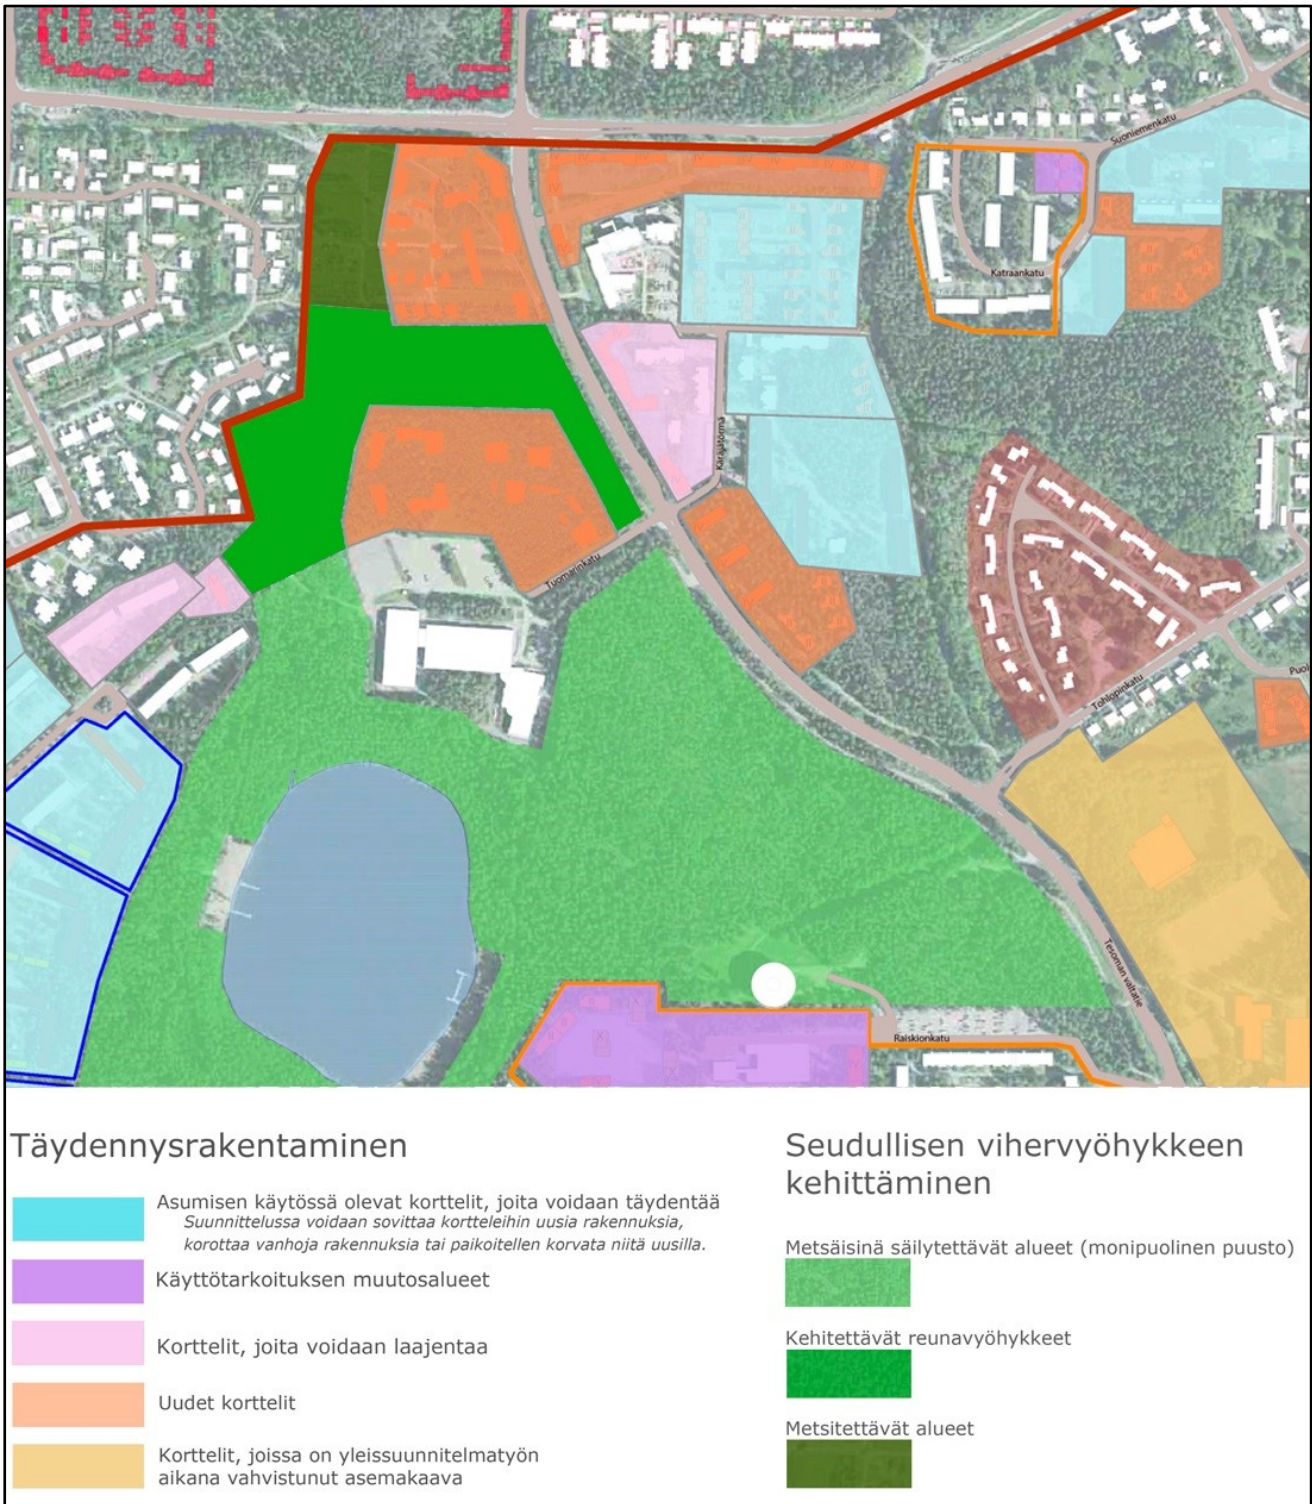 Suoniemenkatu
Katraankatu
Käräjätörmä
Tuomarinkatu
Tohlopinkatu
Puol
Tesoman valtatie
Raiskionkatu
Täydennysrakentaminen
Asumisen käytössä olevat korttelit, joita voidaan täydentää
Suunnittelussa voidaan sovittaa kortteleihin uusia rakennuksia,
korottaa vanhoja rakennuksia tai paikoitellen korvata niitä uusilla.
Käyttötarkoituksen muutosalueet
Korttelit, joita voidaan laajentaa
Uudet korttelit
Korttelit, joissa on yleissuunnitelmatyön
aikana vahvistunut asemakaava
Seudullisen vihervyöhykkeen
kehittäminen
Metsäisinä säilytettävät alueet (monipuolinen puusto)
Kehitettävät reunavyöhykkeet
Metsitettävät alueet